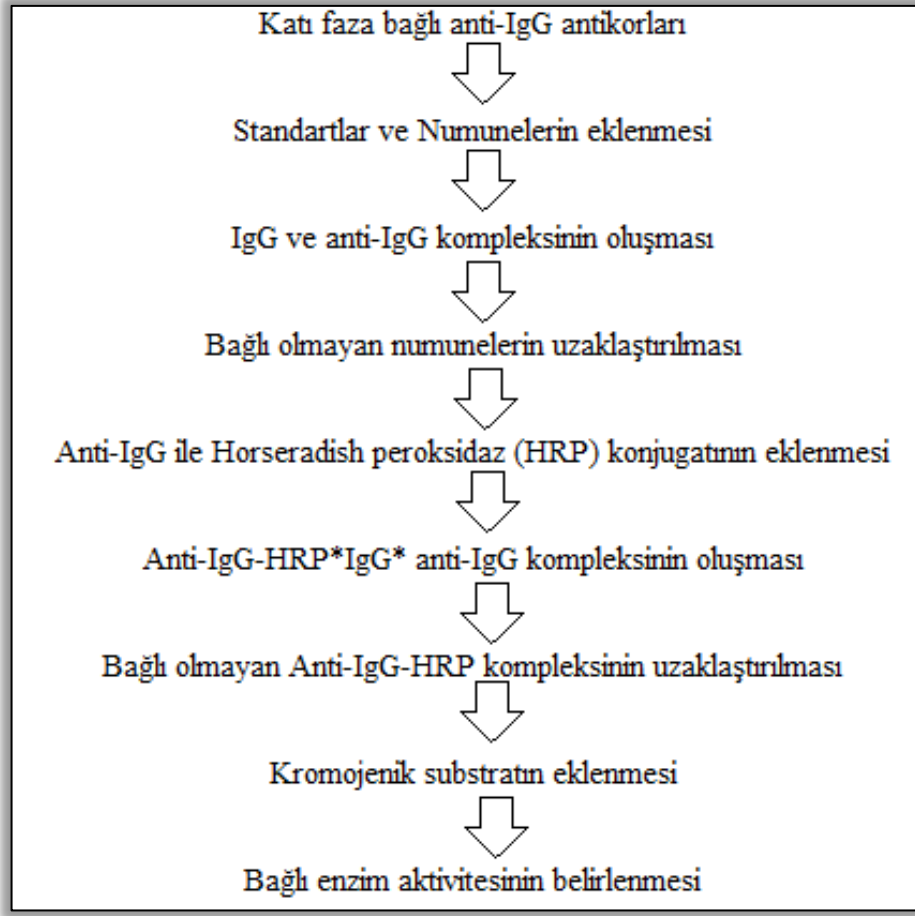 Katı faza bağlı anti-IgG antikorları
Standartlar ve Numunelerin eklenmesi
IgG ve anti-IgG kompleksinin oluşması
Bağlı olmayan numunelerin uzaklaştırılması
Anti-IgG ile Horseradish peroksidaz (HRP) konjugatının eklenmesi
Anti-IgG-HRP*IgG* anti-IgG kompleksinin oluşması
Bağlı olmayan Anti-IgG-HRP kompleksinin uzaklaştırılması
Kromojenik substratın eklenmesi
Bağlı enzim aktivitesinin belirlenmesi